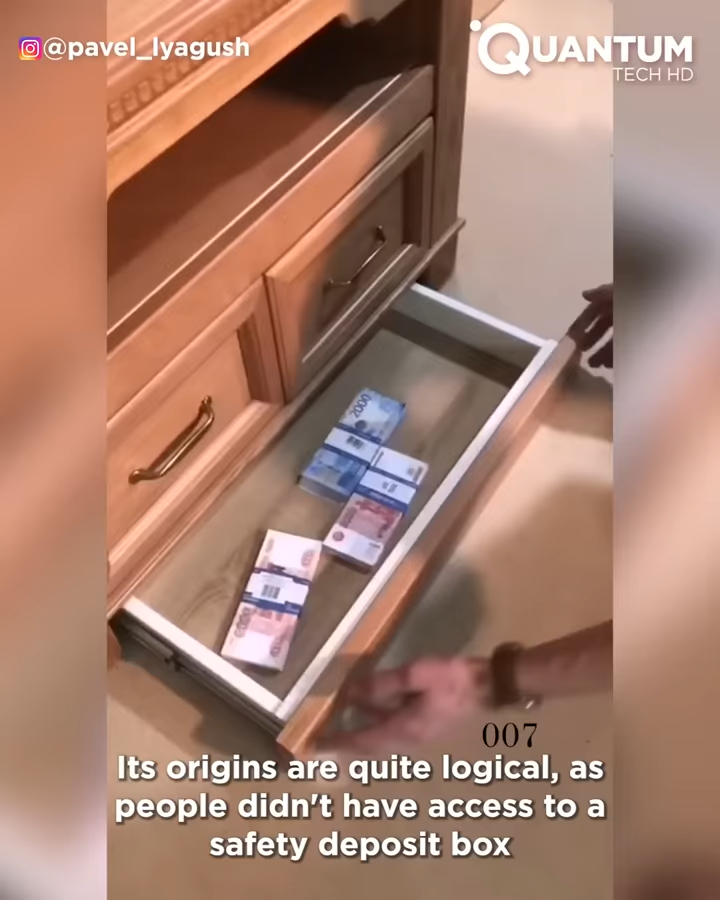 @pavel_lyagush
QUANTUM
TECH HD
2000
007
Its origins are quite logical, as
people didn't have access to a
safety deposit box